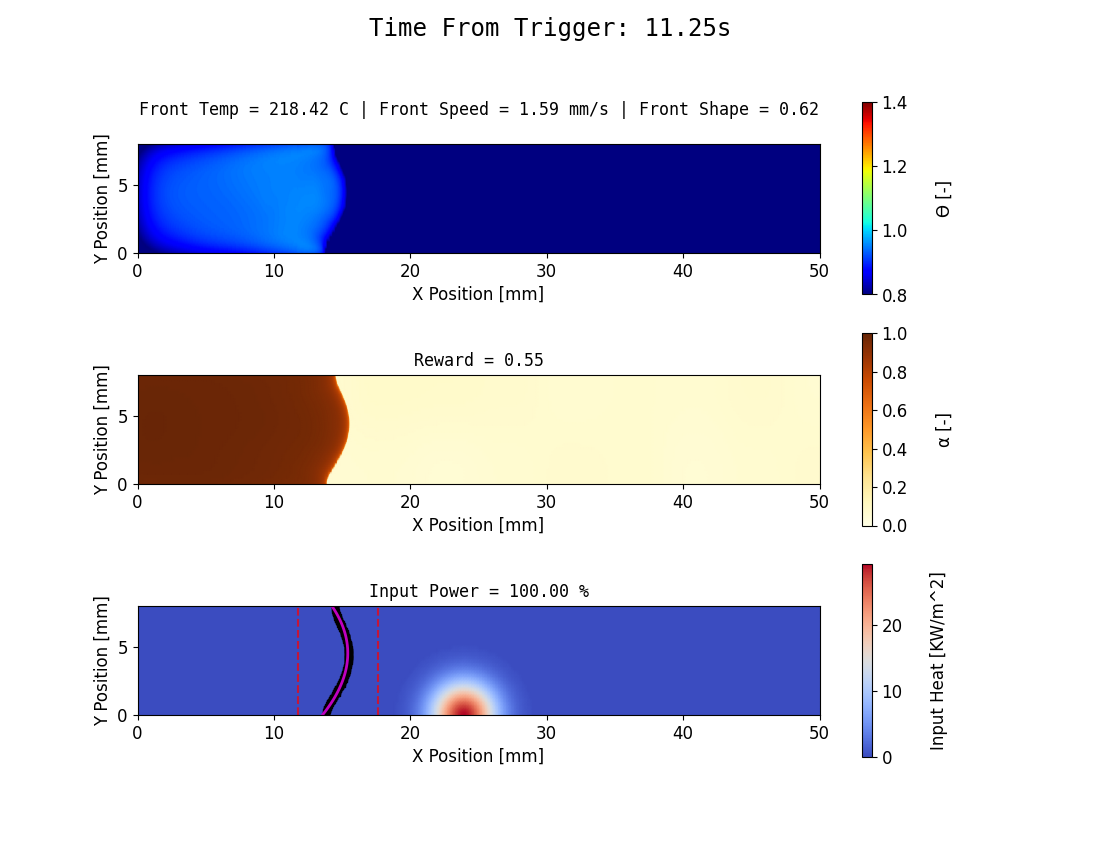 Time From Trigger: 11.25s
Front Temp = 218.42 C | Front Speed = 1.59 mm/s | Front Shape = 0.62
Y Position [mm]
5
0
0 10 20 30 40 50
X Position [mm]
1.4
1.2
1.0
0.8
Θ [-]
Reward = 0.55
Y Position [mm]
5
0
0 10 20 30 40 50
X Position [mm]
1.0
0.8
0.6
0.4
0.2
0.0
α [-]
Input Power = 100.00 %
Y Position [mm]
5
0
0 10 20 30 40 50
X Position [mm]
20
10
0
Input Heat [KW/m^2]